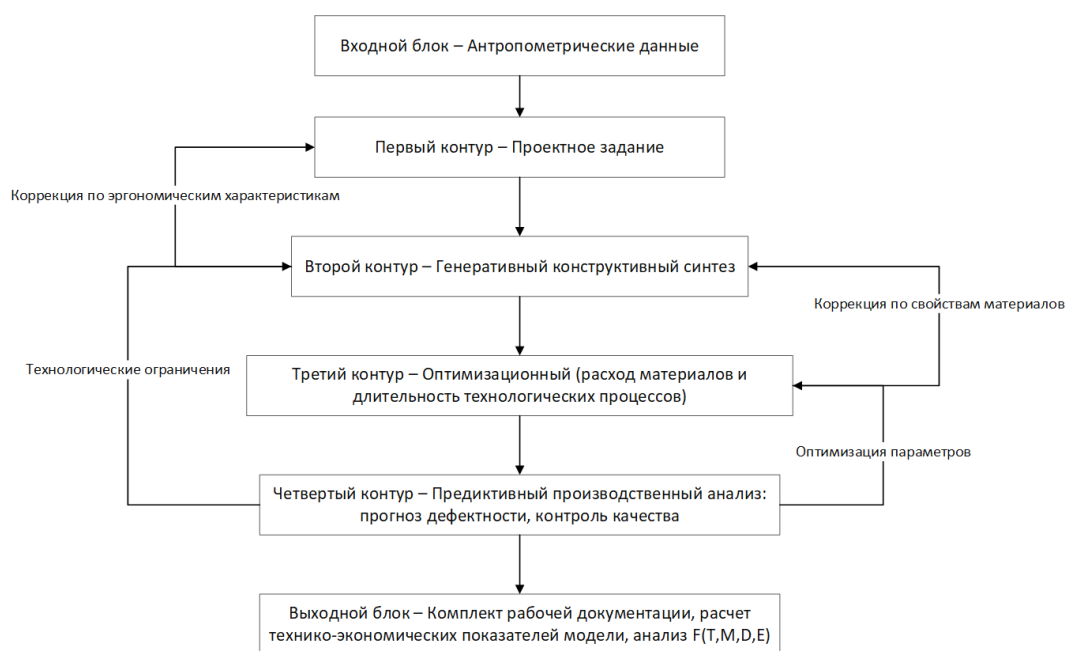 Входной блок – Антропометрические данные
Первый контур – Проектное задание
Коррекция по эргономическим характеристикам
Второй контур – Генеративный конструктивный синтез
Коррекция по свойствам материалов
Технологические ограничения
Третий контур – Оптимизационный (расход материалов и
длительность технологических процессов)
Оптимизация параметров
Четвертый контур – Предиктивный производственный анализ:
прогноз дефектности, контроль качества
Выходной блок – Комплект рабочей документации, расчет
технико-экономических показателей модели, анализ F(T,M,D,E)